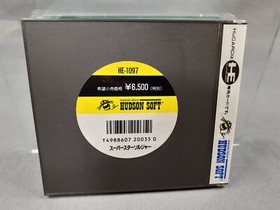 HE-1097
希望小売価格 ¥6,500 (税別)
HUDSON SOFT
T4988607 20035 0
スーパースターソルジャー
HuCARD
HE
HUDSON SOFT